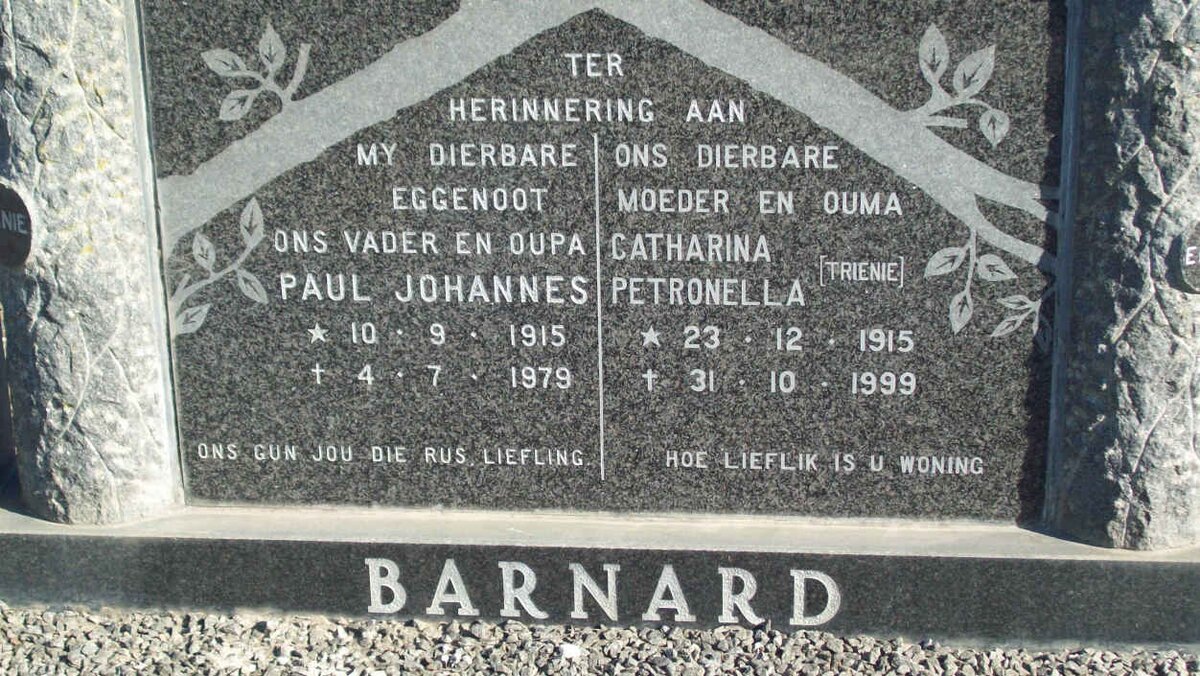 TER
HERINNERING AAN
MY DIERBARE
EGGENOOT
ONS VADER EN OUPA
PAUL JOHANNES
★ 10 · 9 · 1915
† 4 · 7 · 1979
ONS GUN JOU DIE RUS, LIEFLING.
ONS DIERBARE
MOEDER EN OUMA
CATHARINA
PETRONELLA [TRIENIE]
★ 23 · 12 · 1915
† 31 · 10 · 1999
HOE LIEFLIK IS U WONING
BARNARD